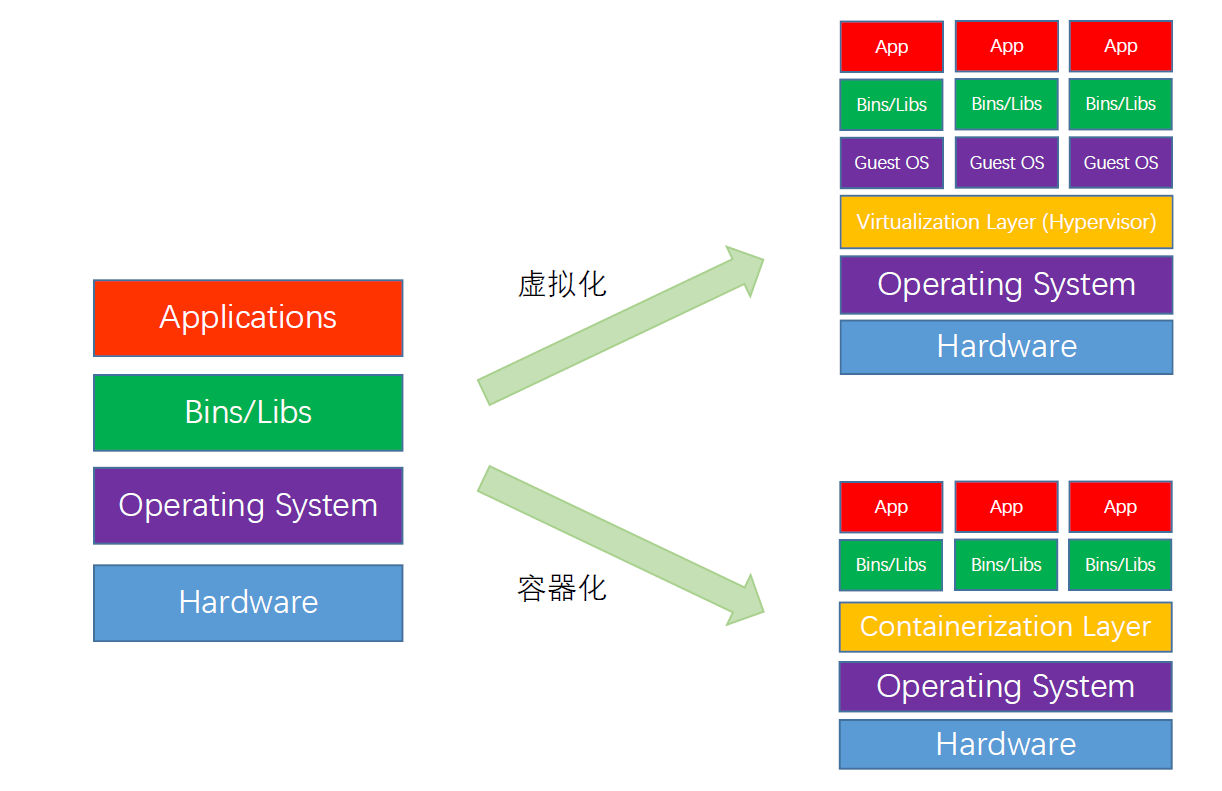 Applications
Bins/Libs
Operating System
Hardware
虚拟化
容器化
App App App
Bins/Libs Bins/Libs Bins/Libs
Guest OS Guest OS Guest OS
Virtualization Layer (Hypervisor)
Operating System
Hardware
App App App
Bins/Libs Bins/Libs Bins/Libs
Containerization Layer
Operating System
Hardware